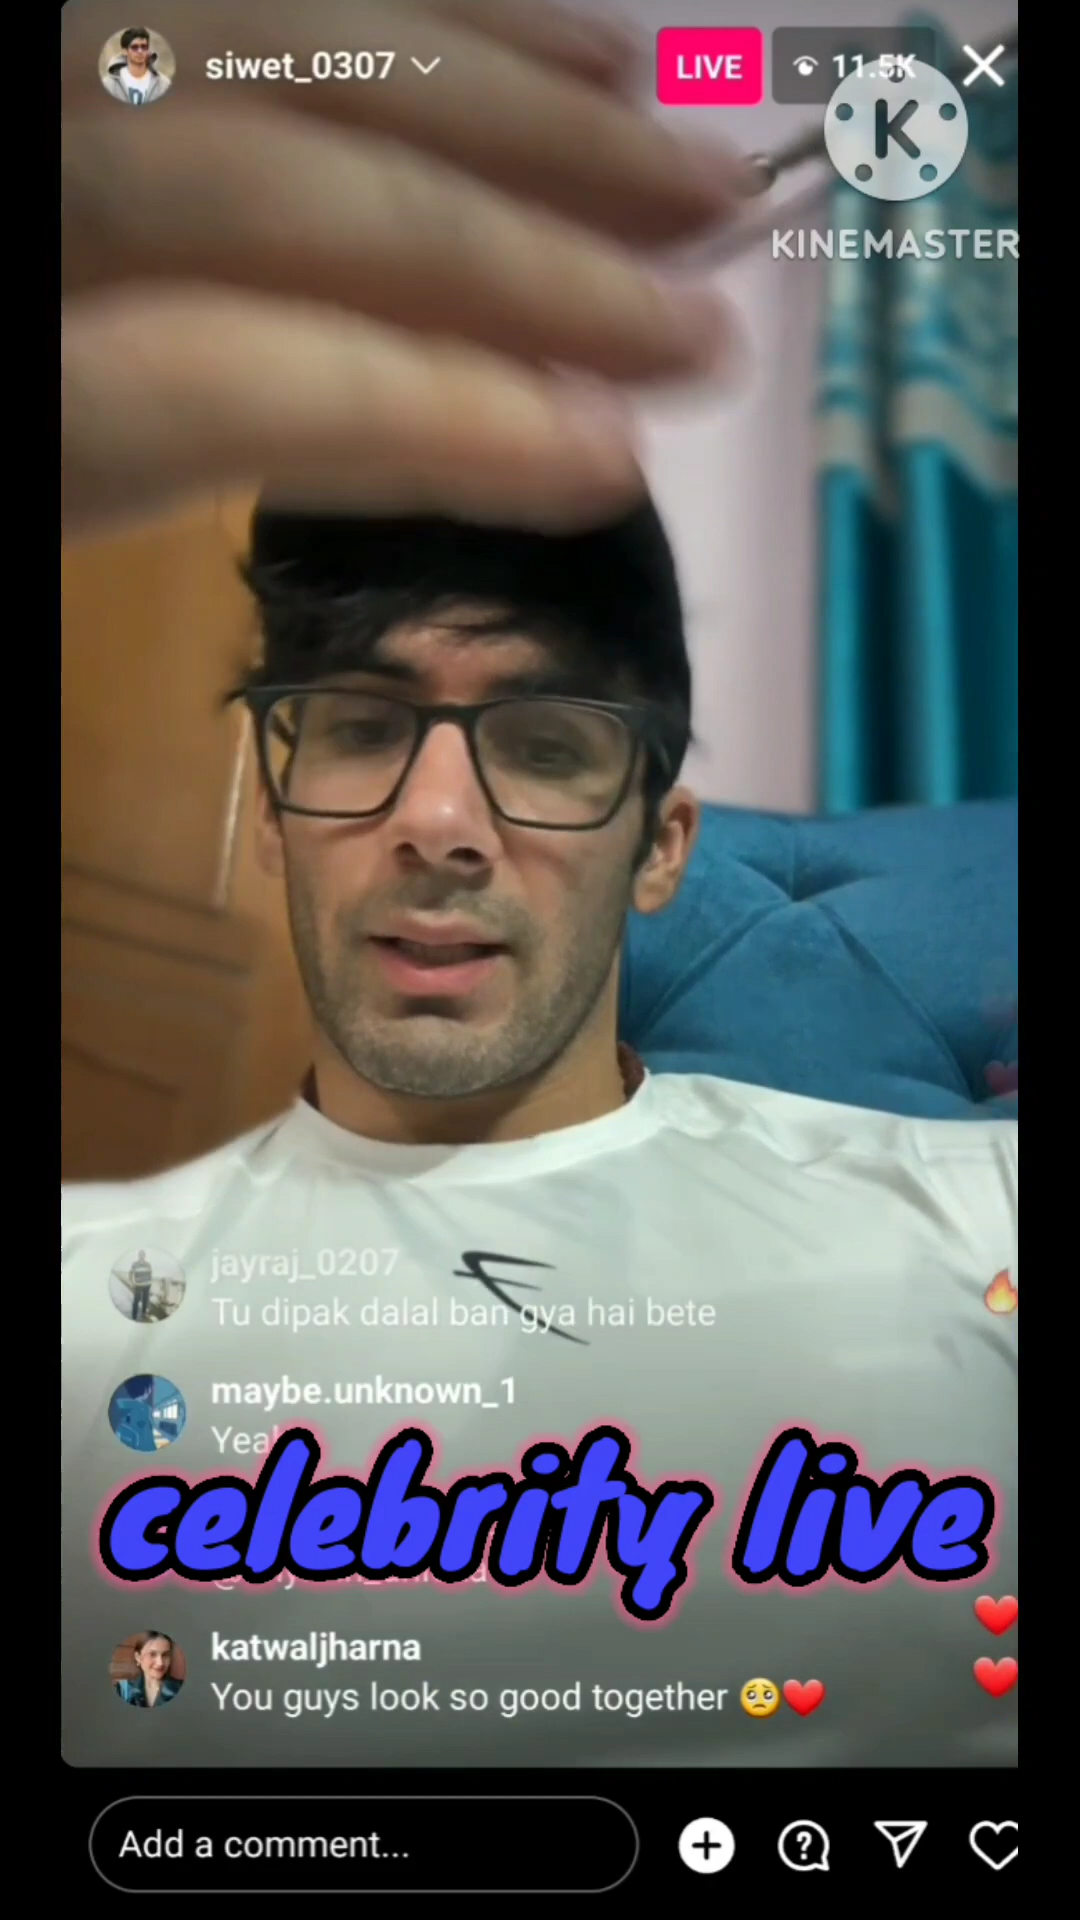 siwet_0307
LIVE
11.5K
K
KINEMASTER
jayraj_0207
Tu dipak dalal ban gya hai bete
maybe.unknown_1
celebrity live
katwaljharna
You guys look so good together 🥺❤️
Add a comment...